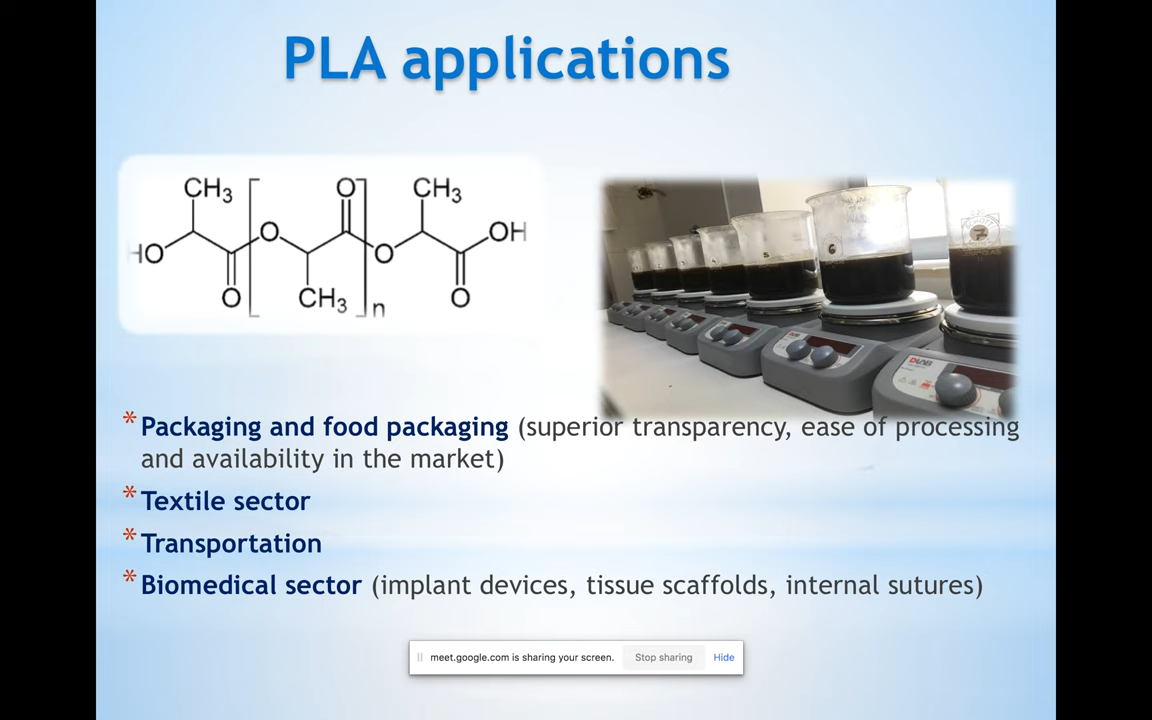 PLA applications
CH3
O
CH3
HO
O
O
OH
O
CH3
n
O
DLAB
* Packaging and food packaging (superior transparency, ease of processing
and availability in the market)
* Textile sector
* Transportation
* Biomedical sector (implant devices, tissue scaffolds, internal sutures)
meet.google.com is sharing your screen.
Stop sharing
Hide